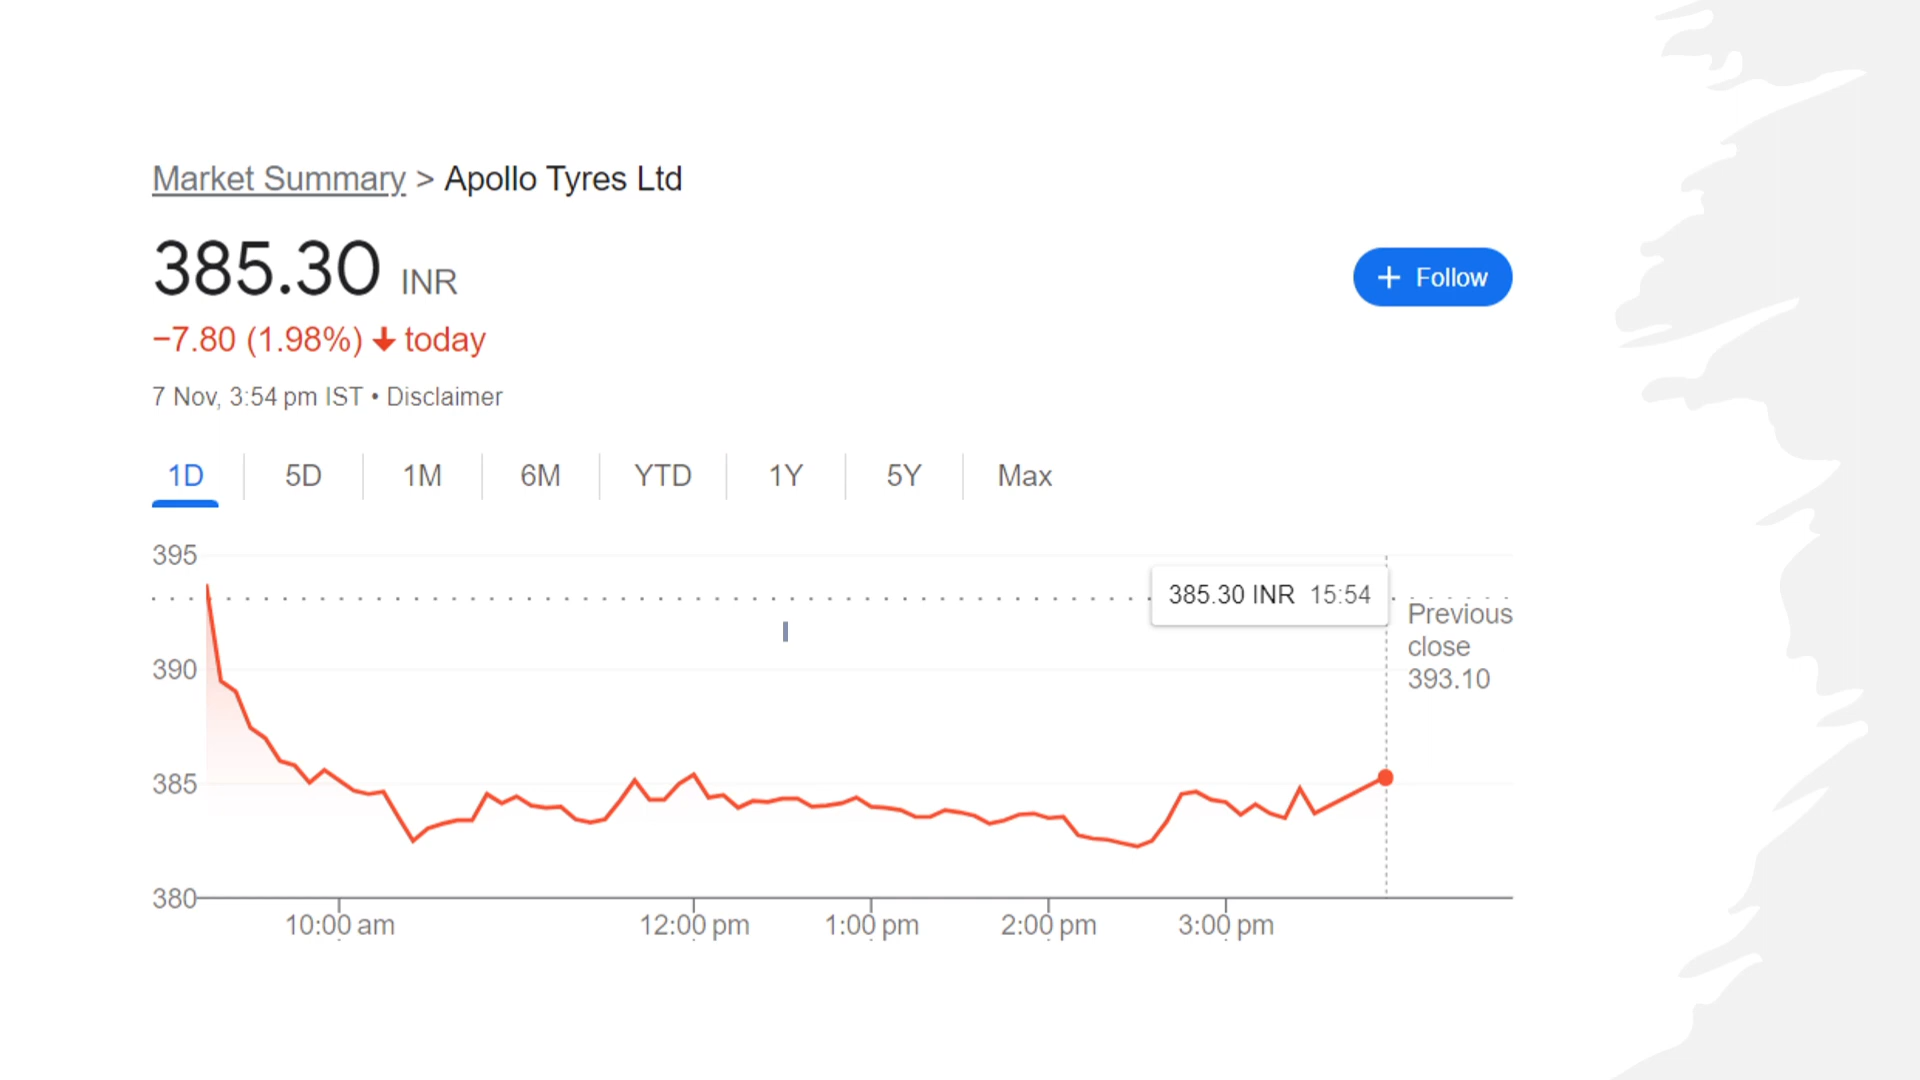 Market Summary > Apollo Tyres Ltd
385.30 INR
+ Follow
−7.80 (1.98%) ↓ today
7 Nov, 3:54 pm IST • Disclaimer
1D 5D 1M 6M YTD 1Y 5Y Max
395
385.30 INR 15:54
Previous
close
393.10
390
385
380
10:00 am 12:00 pm 1:00 pm 2:00 pm 3:00 pm